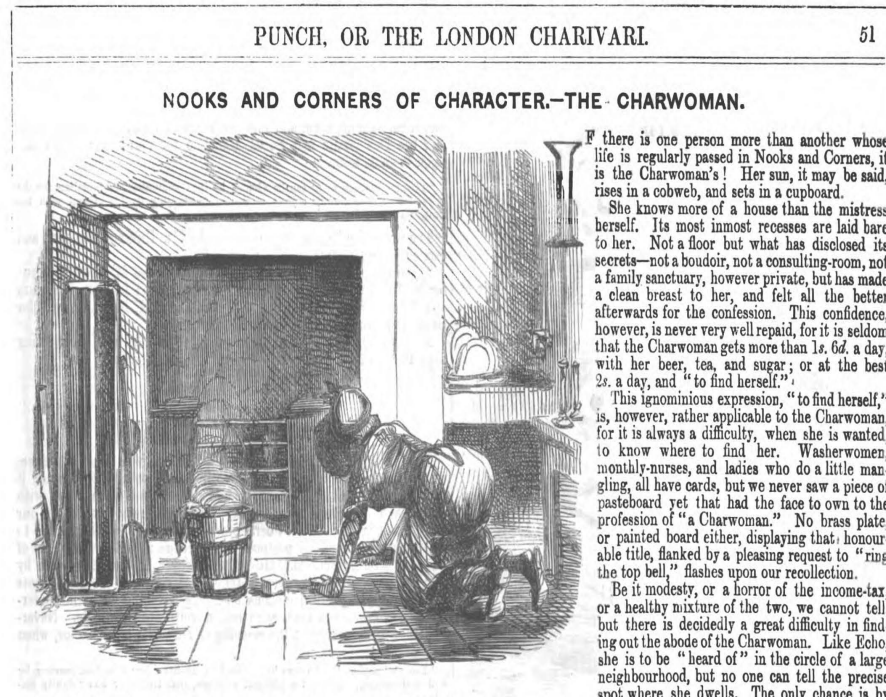 PUNCH, OR THE LONDON CHARIVARI. 51
NOOKS AND CORNERS OF CHARACTER.—THE CHARWOMAN.
F there is one person more than another whose
life is regularly passed in Nooks and Corners, it
is the Charwoman's! Her sun, it may be said,
rises in a cobweb, and sets in a cupboard.
She knows more of a house than the mistress
herself. Its most inmost recesses are laid bare
to her. Not a floor but what has disclosed its
secrets—not a boudoir, not a consulting-room, not
a family sanctuary, however private, but has made
a clean breast to her, and felt all the better
afterwards for the confession. This confidence,
however, is never very well repaid, for it is seldom
that the Charwoman gets more than 1s. 6d. a day,
with her beer, tea, and sugar; or at the best
2s. a day, and "to find herself."
This ignominious expression, "to find herself,"
is, however, rather applicable to the Charwoman,
for it is always a difficulty, when she is wanted,
to know where to find her. Washerwomen,
monthly-nurses, and ladies who do a little man-
gling, all have cards, but we never saw a piece of
pasteboard yet that had the face to own to the
profession of "a Charwoman." No brass plate,
or painted board either, displaying that honour-
able title, flanked by a pleasing request to "ring
the top bell," flashes upon our recollection.
Be it modesty, or a horror of the income-tax,
or a healthy mixture of the two, we cannot tell,
but there is decidedly a great difficulty in find-
ing out the abode of the Charwoman. Like Echo,
she is to be "heard of" in the circle of a large
neighbourhood, but no one can tell the precise
spot where she dwells. The only chance is